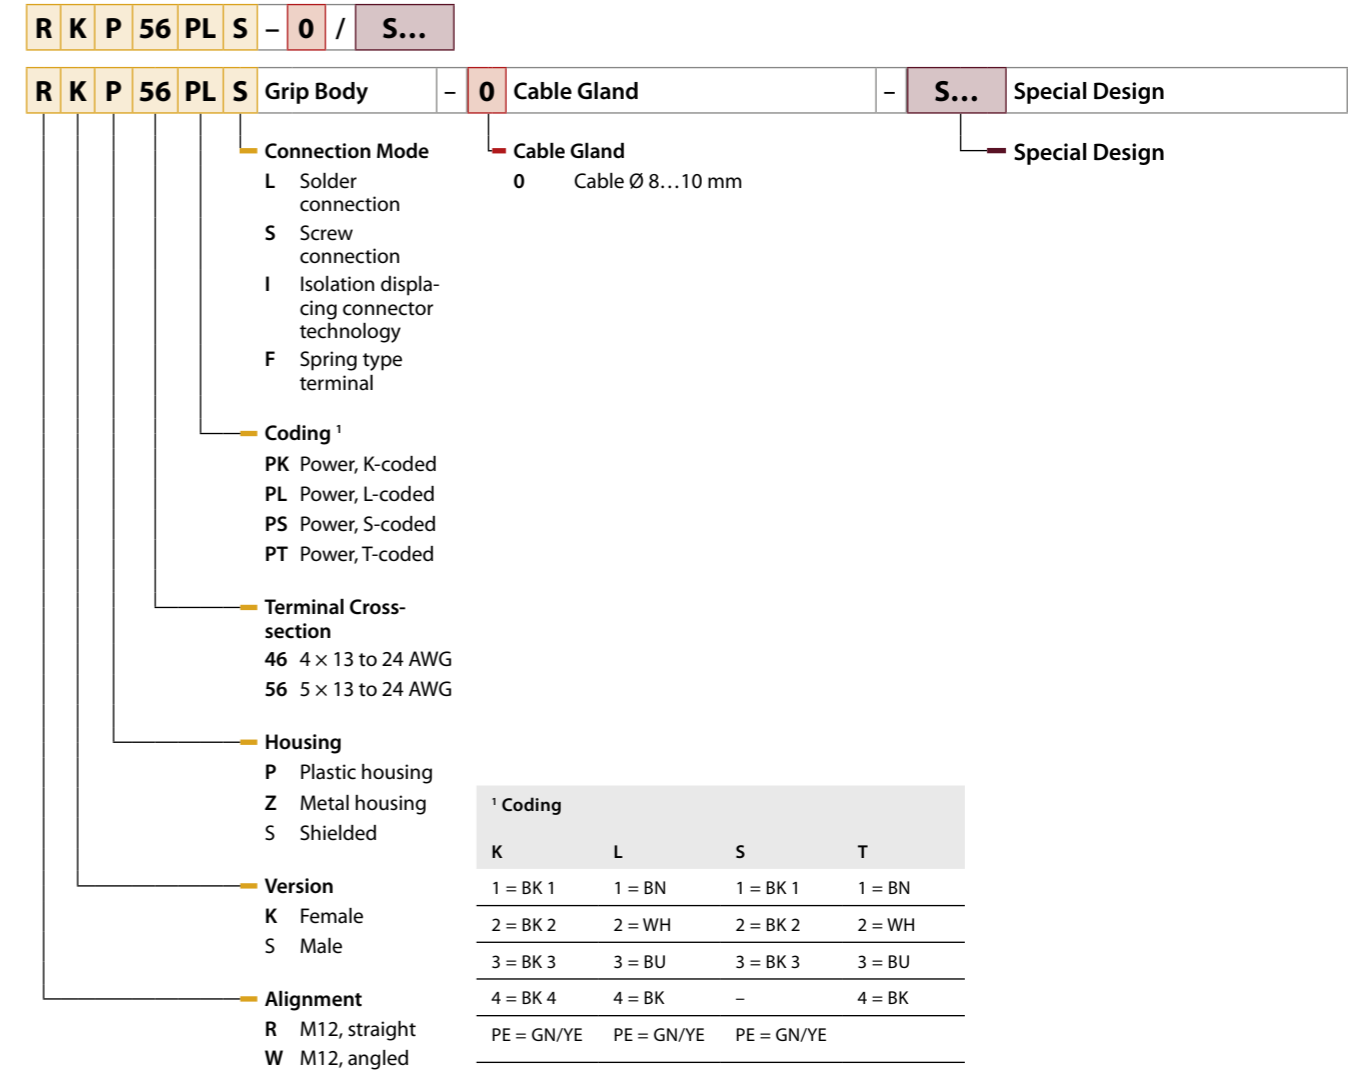 R K P 56 PL S – 0 / S...
R K P 56 PL S Grip Body – 0 Cable Gland – S... Special Design
Connection Mode
L Solder
connection
S Screw
connection
I Isolation displa-
cing connector
technology
F Spring type
terminal
Cable Gland
0 Cable Ø 8…10 mm
Special Design
Coding ¹
PK Power, K-coded
PL Power, L-coded
PS Power, S-coded
PT Power, T-coded
Terminal Cross-
section
46 4 × 13 to 24 AWG
56 5 × 13 to 24 AWG
Housing
P Plastic housing
Z Metal housing
S Shielded
Version
K Female
S Male
Alignment
R M12, straight
W M12, angled
¹ Coding
K L S T
1 = BK 1 1 = BN 1 = BK 1 1 = BN
2 = BK 2 2 = WH 2 = BK 2 2 = WH
3 = BK 3 3 = BU 3 = BK 3 3 = BU
4 = BK 4 4 = BK – 4 = BK
PE = GN/YE PE = GN/YE PE = GN/YE